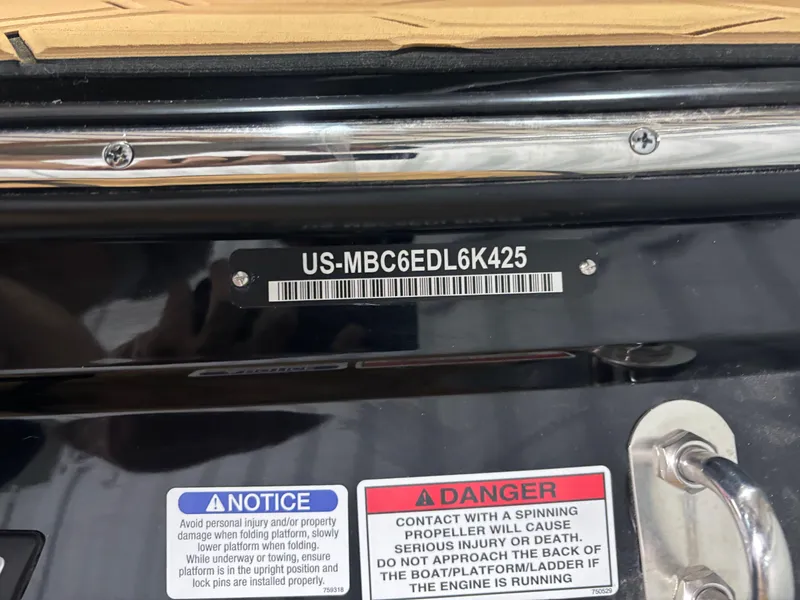 US-MBC6EDL6K425
NOTICE
Avoid personal injury and/or property
damage when folding platform, slowly
lower platform when folding.
While underway or towing, ensure
platform is in the upright position and
lock pins are installed properly.
759318
DANGER
CONTACT WITH A SPINNING
PROPELLER WILL CAUSE
SERIOUS INJURY OR DEATH.
DO NOT APPROACH THE BACK OF
THE BOAT/PLATFORM/LADDER IF
THE ENGINE IS RUNNING
750529